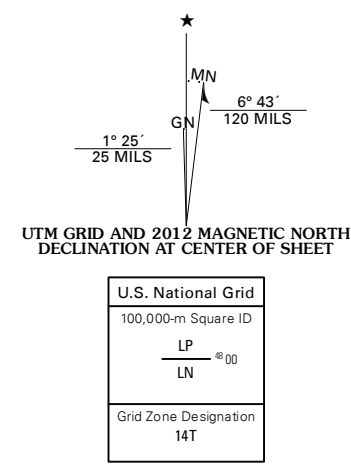 ★
MN
6° 43´
120 MILS
GN
1° 25´
25 MILS
UTM GRID AND 2012 MAGNETIC NORTH
DECLINATION AT CENTER OF SHEET
U.S. National Grid
100,000-m Square ID
LP
48 00
LN
Grid Zone Designation
14T